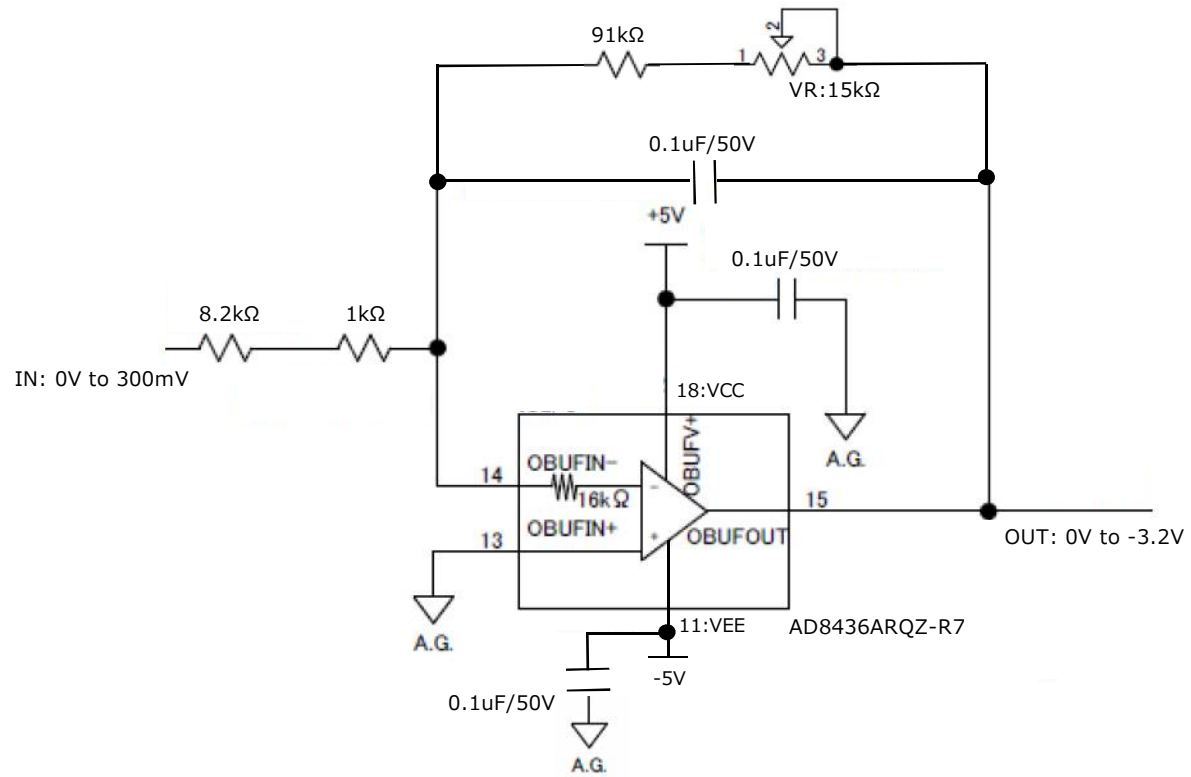 91kΩ
1
2
3
VR:15kΩ
0.1uF/50V
+5V
0.1uF/50V
8.2kΩ
1kΩ
IN: 0V to 300mV
18:VCC
A.G.
OBUFV+
14
OBUFIN-
-
16kΩ
15
13
OBUFIN+
+
OBUFOUT
OUT: 0V to -3.2V
A.G.
11:VEE
AD8436ARQZ-R7
-5V
0.1uF/50V
A.G.